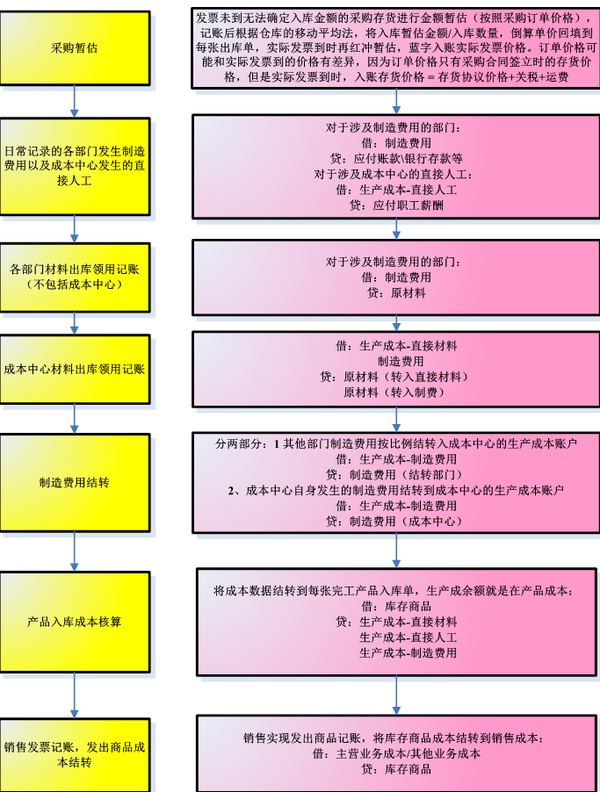 采购暂估
发票未到无法确定入库金额的采购存货进行金额暂估（按照采购订单价格），
记账后根据仓库的移动平均法，将入库暂估金额/入库数量，倒算单价回填到
每张出库单，实际发票到时再红冲暂估，蓝字入账实际发票价格。订单价格可
能和实际发票到的价格有差异，因为订单价格只有采购合同签立时的存货价
格，但是实际发票到时，入账存货价格 = 存货协议价格+关税+运费
日常记录的各部门发生制造
费用以及成本中心发生的直
接人工
对于涉及制造费用的部门：
借：制造费用
贷：应付账款\银行存款等
对于涉及成本中心的直接人工：
借：生产成本-直接人工
贷：应付职工薪酬
各部门材料出库领用记账
（不包括成本中心）
对于涉及制造费用的部门：
借：制造费用
贷：原材料
成本中心材料出库领用记账
借：生产成本-直接材料
制造费用
贷：原材料（转入直接材料）
原材料（转入制费）
制造费用结转
分两部分：1 其他部门制造费用按比例结转入成本中心的生产成本账户
借：生产成本-制造费用
贷：制造费用（结转部门）
2、成本中心自身发生的制造费用结转到成本中心的生产成本账户
借：生产成本-制造费用
贷：制造费用（成本中心）
产品入库成本核算
将成本数据结转到每张完工产品入库单，生产成余额就是在产品成本：
借：库存商品
贷：生产成本-直接材料
生产成本-直接人工
生产成本-制造费用
销售发票记账，发出商品成
本结转
销售实现发出商品记账，将库存商品成本结转到销售成本：
借：主营业务成本/其他业务成本
贷：库存商品